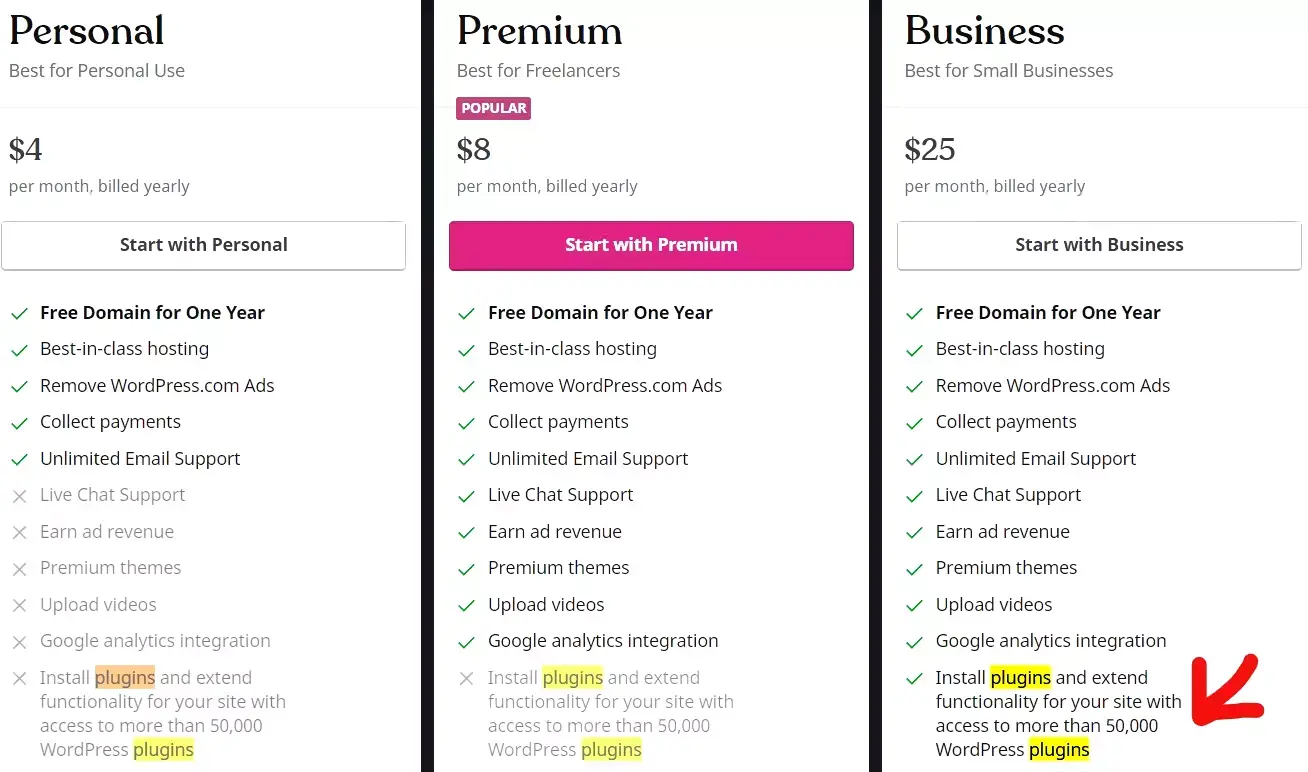 Personal
Best for Personal Use
$4
per month, billed yearly
Start with Personal
Free Domain for One Year
Best-in-class hosting
Remove WordPress.com Ads
Collect payments
Unlimited Email Support
Live Chat Support
Earn ad revenue
Premium themes
Upload videos
Google analytics integration
Install plugins and extend
functionality for your site with
access to more than 50,000
WordPress plugins
Premium
Best for Freelancers
POPULAR
$8
per month, billed yearly
Start with Premium
Free Domain for One Year
Best-in-class hosting
Remove WordPress.com Ads
Collect payments
Unlimited Email Support
Live Chat Support
Earn ad revenue
Premium themes
Upload videos
Google analytics integration
Install plugins and extend
functionality for your site with
access to more than 50,000
WordPress plugins
Business
Best for Small Businesses
$25
per month, billed yearly
Start with Business
Free Domain for One Year
Best-in-class hosting
Remove WordPress.com Ads
Collect payments
Unlimited Email Support
Live Chat Support
Earn ad revenue
Premium themes
Upload videos
Google analytics integration
Install plugins and extend
functionality for your site with
access to more than 50,000
WordPress plugins